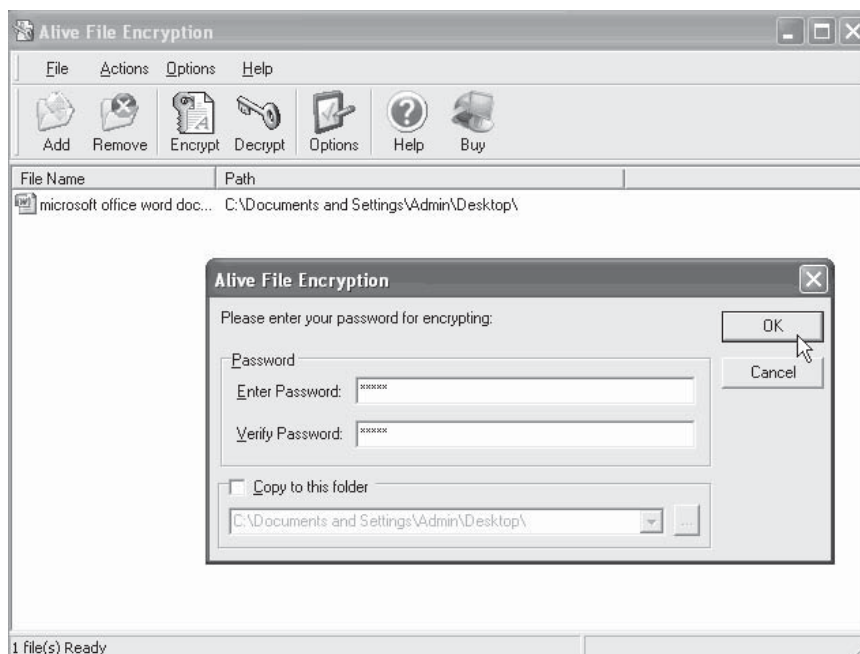 Alive File Encryption
File Actions Options Help
Add Remove Encrypt Decrypt Options Help Buy
File Name Path
microsoft office word doc... C:\Documents and Settings\Admin\Desktop\
Alive File Encryption
Please enter your password for encrypting:
OK
Password
Cancel
Enter Password: *****
Verify Password: *****
Copy to this folder
C:\Documents and Settings\Admin\Desktop\ ...
1 file(s) Ready